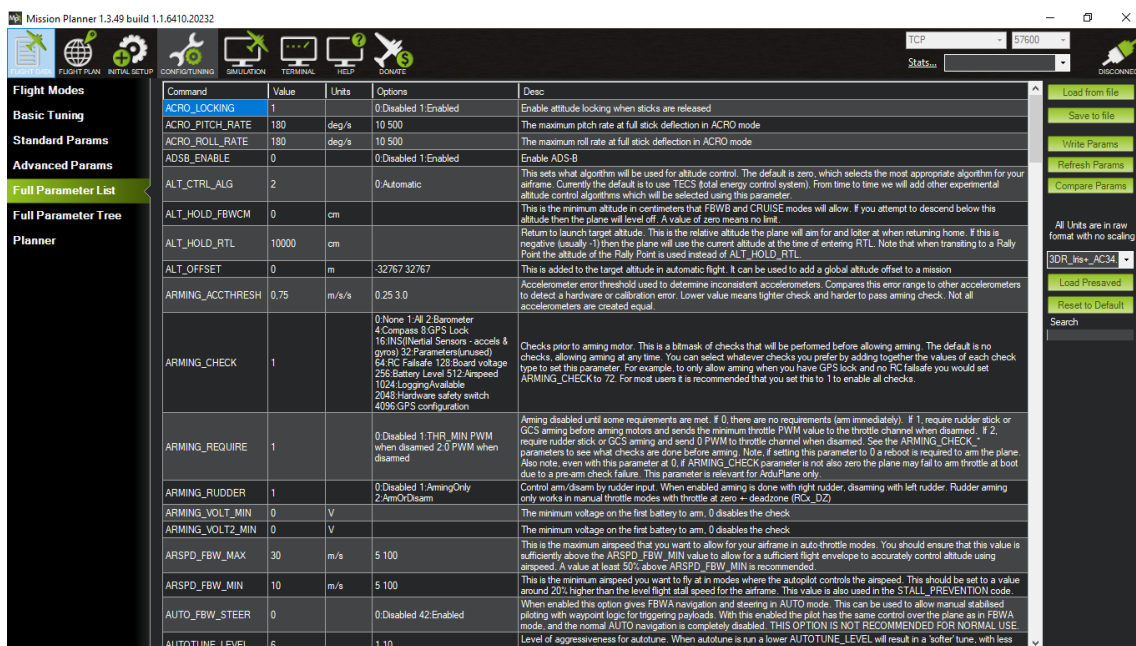 Mission Planner 1.3.49 build 1.1.6410.20232
FLIGHT DATA
FLIGHT PLAN
INITIAL SETUP
CONFIG/TUNING
SIMULATION
TERMINAL
HELP
DONATE
TCP
57600
Stats...
DISCONNEC
Flight Modes
Basic Tuning
Standard Params
Advanced Params
Full Parameter List
Full Parameter Tree
Planner
Command Value Units Options Desc
ACRO_LOCKING 1 0:Disabled 1:Enabled Enable attitude locking when sticks are released
ACRO_PITCH_RATE 180 deg/s 10 500 The maximum pitch rate at full stick deflection in ACRO mode
ACRO_ROLL_RATE 180 deg/s 10 500 The maximum roll rate at full stick deflection in ACRO mode
ADSB_ENABLE 0 0:Disabled 1:Enabled Enable ADS-B
ALT_CTRL_ALG 2 0:Automatic
This sets what algorithm will be used for altitude control. The default is zero, which selects the most appropriate algorithm for your
airframe. Currently the default is to use TECS (total energy control system). From time to time we will add other experimental
altitude control algorithms which will be selected using this parameter.
ALT_HOLD_FBWCM 0 cm
This is the minimum altitude in centimeters that FBWB and CRUISE modes will allow. If you attempt to descend below this
altitude then the plane will level off. A value of zero means no limit.
ALT_HOLD_RTL 10000 cm
Return to launch target altitude. This is the relative altitude the plane will aim for and loiter at when returning home. If this is
negative (usually -1) then the plane will use the current altitude at the time of entering RTL. Note that when transiting to a Rally
Point the altitude of the Rally Point is used instead of ALT_HOLD_RTL.
ALT_OFFSET 0 m -32767 32767 This is added to the target altitude in automatic flight. It can be used to add a global altitude offset to a mission
ARMING_ACCTHRESH 0,75 m/s/s 0.25 3.0
Accelerometer error threshold used to determine inconsistent accelerometers. Compares this error range to other accelerometers
to detect a hardware or calibration error. Lower value means tighter check and harder to pass arming check. Not all
accelerometers are created equal.
ARMING_CHECK 1
0:None 1:All 2:Barometer
4:Compass 8:GPS Lock
16:INS(INertial Sensors - accels &
gyros) 32:Parameters(unused)
64:RC Failsafe 128:Board voltage
256:Battery Level 512:Airspeed
1024:LoggingAvailable
2048:Hardware safety switch
4096:GPS configuration
Checks prior to arming motor. This is a bitmask of checks that will be performed before allowing arming. The default is no
checks, allowing arming at any time. You can select whatever checks you prefer by adding together the values of each check
type to set this parameter. For example, to only allow arming when you have GPS lock and no RC failsafe you would set
ARMING_CHECK to 72. For most users it is recommended that you set this to 1 to enable all checks.
ARMING_REQUIRE 1
0:Disabled 1:THR_MIN PWM
when disarmed 2:0 PWM when
disarmed
Arming disabled until some requirements are met. If 0, there are no requirements (arm immediately). If 1, require rudder stick or
GCS arming before arming motors and sends the minimum throttle PWM value to the throttle channel when disarmed. If 2,
require rudder stick or GCS arming and send 0 PWM to throttle channel when disarmed. See the ARMING_CHECK_*
parameters to see what checks are done before arming. Note, if setting this parameter to 0 a reboot is required to arm the plane.
Also note, even with this parameter at 0, if ARMING_CHECK parameter is not also zero the plane may fail to arm throttle at boot
due to a pre-arm check failure. This parameter is relevant for ArduPlane only.
ARMING_RUDDER 1
0:Disabled 1:ArmingOnly
2:ArmOrDisarm
Control arm/disarm by rudder input. When enabled arming is done with right rudder, disarming with left rudder. Rudder arming
only works in manual throttle modes with throttle at zero +- deadzone (RCx_DZ)
ARMING_VOLT_MIN 0 V The minimum voltage on the first battery to arm, 0 disables the check
ARMING_VOLT2_MIN 0 V The minimum voltage on the first battery to arm, 0 disables the check
ARSPD_FBW_MAX 30 m/s 5 100
This is the maximum airspeed that you want to allow for your airframe in auto-throttle modes. You should ensure that this value is
sufficiently above the ARSPD_FBW_MIN value to allow for a sufficient flight envelope to accurately control altitude using
airspeed. A value at least 50% above ARSPD_FBW_MIN is recommended.
ARSPD_FBW_MIN 10 m/s 5 100
This is the minimum airspeed you want to fly at in modes where the autopilot controls the airspeed. This should be set to a value
around 20% higher than the level flight stall speed for the airframe. This value is also used in the STALL_PREVENTION code.
AUTO_FBW_STEER 0 0:Disabled 42:Enabled
When enabled this option gives FBWA navigation and steering in AUTO mode. This can be used to allow manual stabilised
piloting with waypoint logic for triggering payloads. With this enabled the pilot has the same control over the plane as in FBWA
mode, and the normal AUTO navigation is completely disabled. THIS OPTION IS NOT RECOMMENDED FOR NORMAL USE.
AUTOTUNE_LEVEL 6 1 10
Level of aggressiveness for autotune. When autotune is run a lower AUTOTUNE_LEVEL will result in a 'softer' tune, with less
Load from file
Save to file
Write Params
Refresh Params
Compare Params
All Units are in raw
format with no scaling
3DR_Iris+_AC34.
Load Presaved
Reset to Default
Search